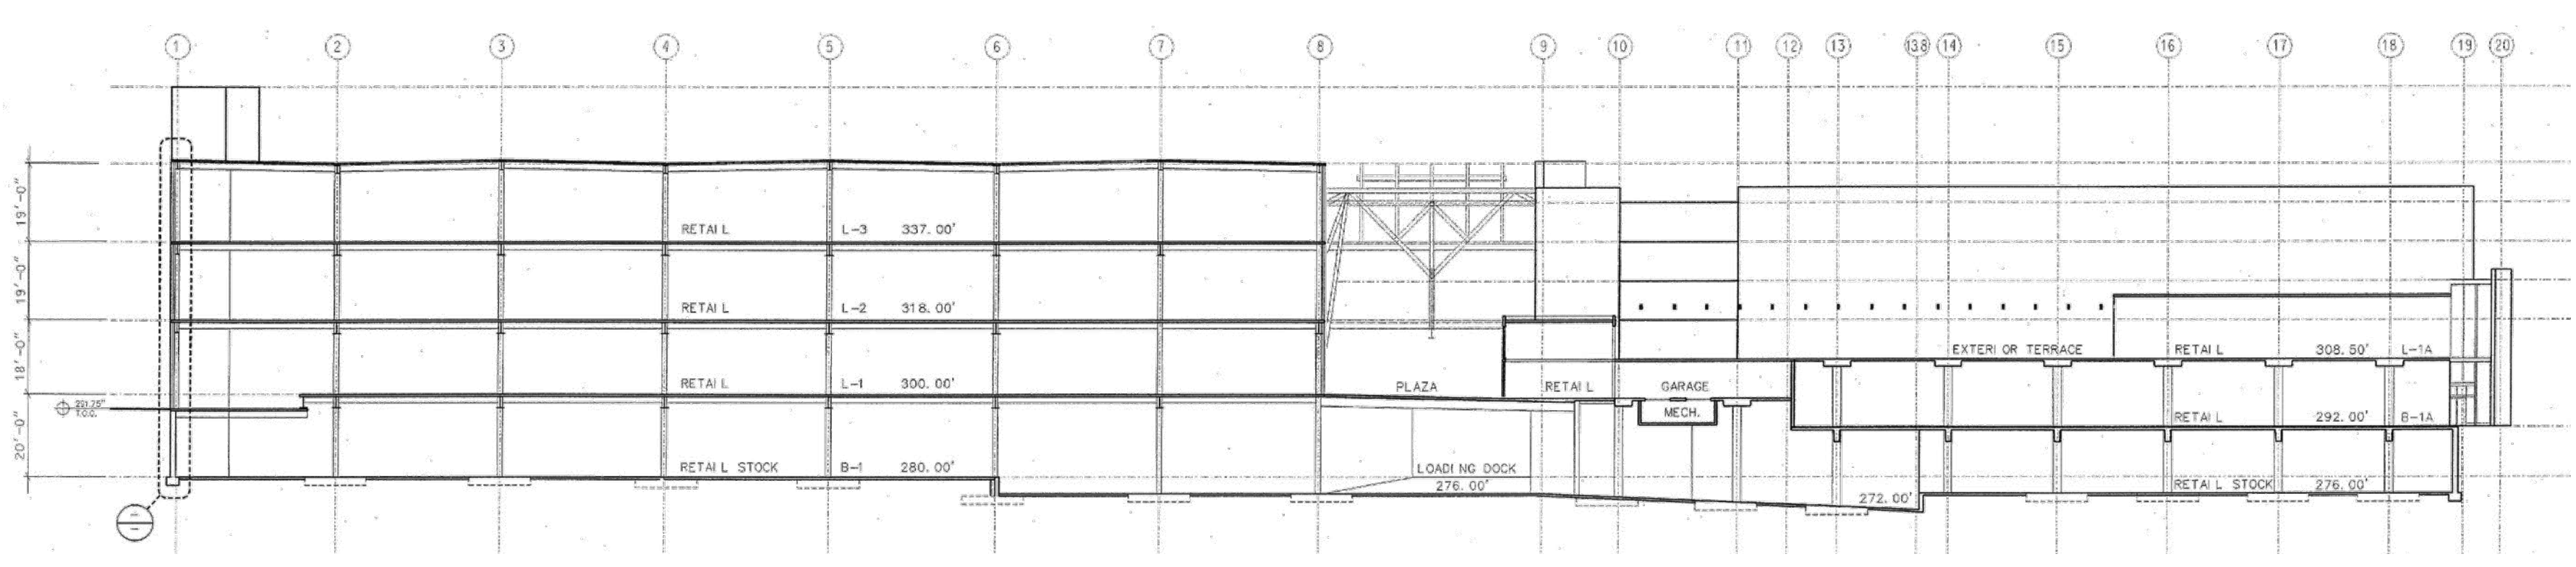 1 2 3 4 5 6 7 8 9 10 11 12 13 13.8 14 15 16 17 18 19 20
19'-0"
RETAIL L-3 337.00'
19'-0"
RETAIL L-2 318.00'
EXTERIOR TERRACE RETAIL 308.50' L-1A
18'-0"
RETAIL L-1 300.00' PLAZA RETAIL GARAGE
T.O.C.
MECH. RETAIL 292.00' B-1A
20'-0"
RETAIL STOCK B-1 280.00' LOADING DOCK
276.00' RETAIL STOCK 276.00'
272.00'